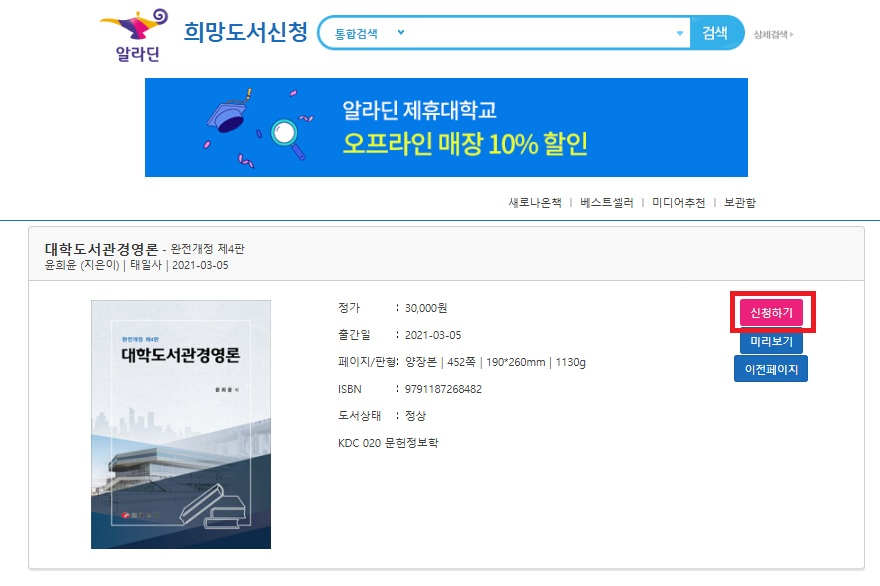 알라딘
희망도서신청
통합검색
검색
상세검색
알라딘 제휴대학교
오프라인 매장 10% 할인
새로나온책 | 베스트셀러 | 미디어추천 | 보관함
대학도서관경영론 - 완전개정 제4판
윤희윤 (지은이) | 태일사 | 2021-03-05
완전개정 제4판
대학도서관경영론
윤희윤 저
정가 : 30,000원
출간일 : 2021-03-05
페이지/판형: 양장본 | 452쪽 | 190*260mm | 1130g
ISBN : 9791187268482
도서상태 : 정상
KDC 020 문헌정보학
신청하기
미리보기
이전페이지